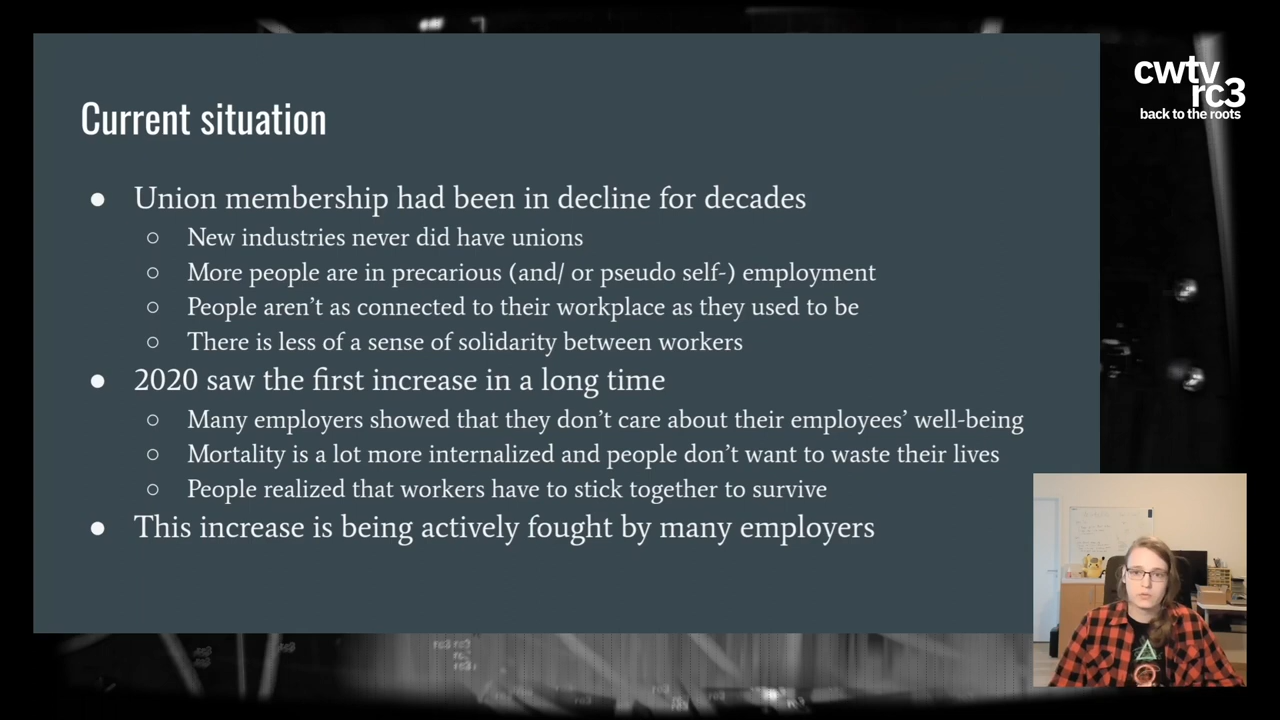 Current situation
● Union membership had been in decline for decades
○ New industries never did have unions
○ More people are in precarious (and/ or pseudo self-) employment
○ People aren’t as connected to their workplace as they used to be
○ There is less of a sense of solidarity between workers
● 2020 saw the first increase in a long time
○ Many employers showed that they don’t care about their employees’ well-being
○ Mortality is a lot more internalized and people don’t want to waste their lives
○ People realized that workers have to stick together to survive
● This increase is being actively fought by many employers
cwtv
rc3
back to the roots
rc3 rc3
rc3